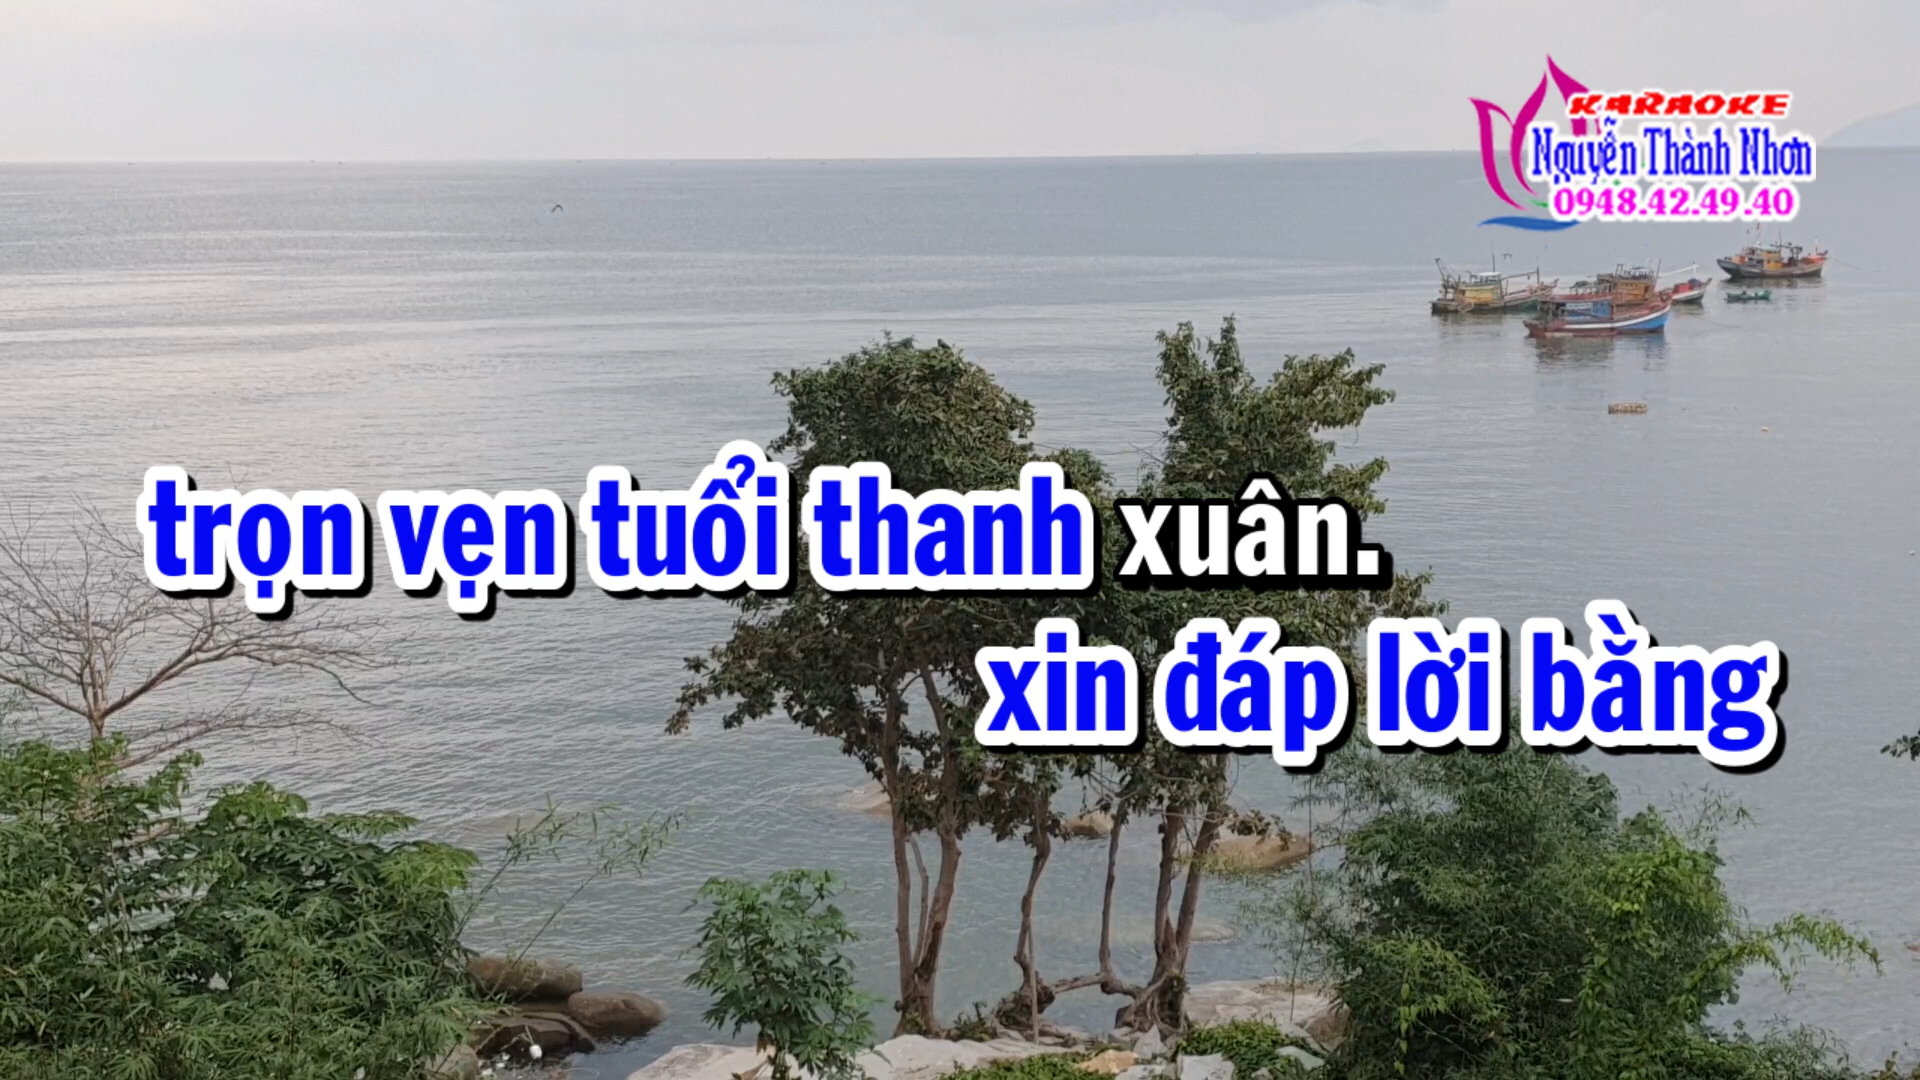 KARAOKE
Nguyễn Thành Nhơn
0948.42.49.40
trọn vẹn tuổi thanh xuân.
xin đáp lời bằng